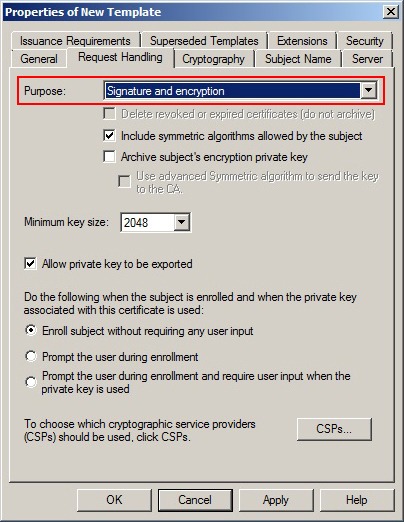 Properties of New Template
Issuance Requirements Superseded Templates Extensions Security
General Request Handling Cryptography Subject Name Server
Purpose: Signature and encryption
Delete revoked or expired certificates (do not archive)
Include symmetric algorithms allowed by the subject
Archive subject's encryption private key
Use advanced Symmetric algorithm to send the key
to the CA.
Minimum key size: 2048
Allow private key to be exported
Do the following when the subject is enrolled and when the private key
associated with this certificate is used:
Enroll subject without requiring any user input
Prompt the user during enrollment
Prompt the user during enrollment and require user input when the
private key is used
To choose which cryptographic service providers
(CSPs) should be used, click CSPs.
CSPs...
OK Cancel Apply Help